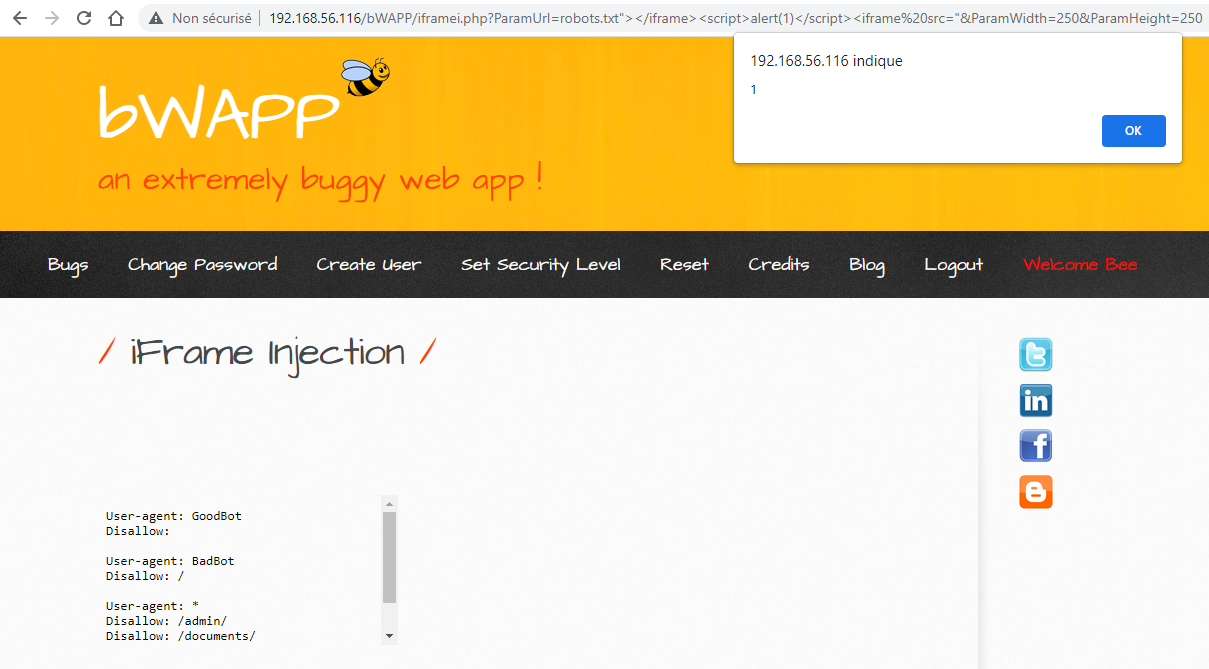 Non sécurisé | 192.168.56.116/bWAPP/iframei.php?ParamUrl=robots.txt"></iframe><script>alert(1)</script><iframe%20src="&ParamWidth=250&ParamHeight=250
192.168.56.116 indique
1
OK
bWAPP
an extremely buggy web app !
Bugs Change Password Create User Set Security Level Reset Credits Blog Logout Welcome Bee
/ iFrame Injection /
User-agent: GoodBot
Disallow:
User-agent: BadBot
Disallow: /
User-agent: *
Disallow: /admin/
Disallow: /documents/